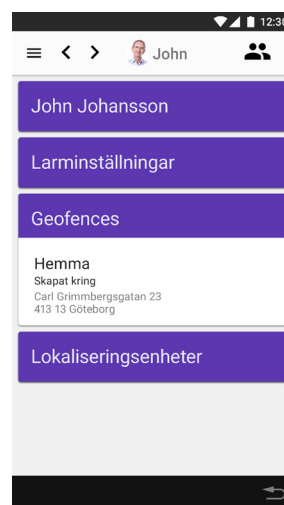 12:30
John
John Johansson
Larminställningar
Geofences
Hemma
Skapat kring
Carl Grimmbergsgatan 23
413 13 Göteborg
Lokaliseringsenheter